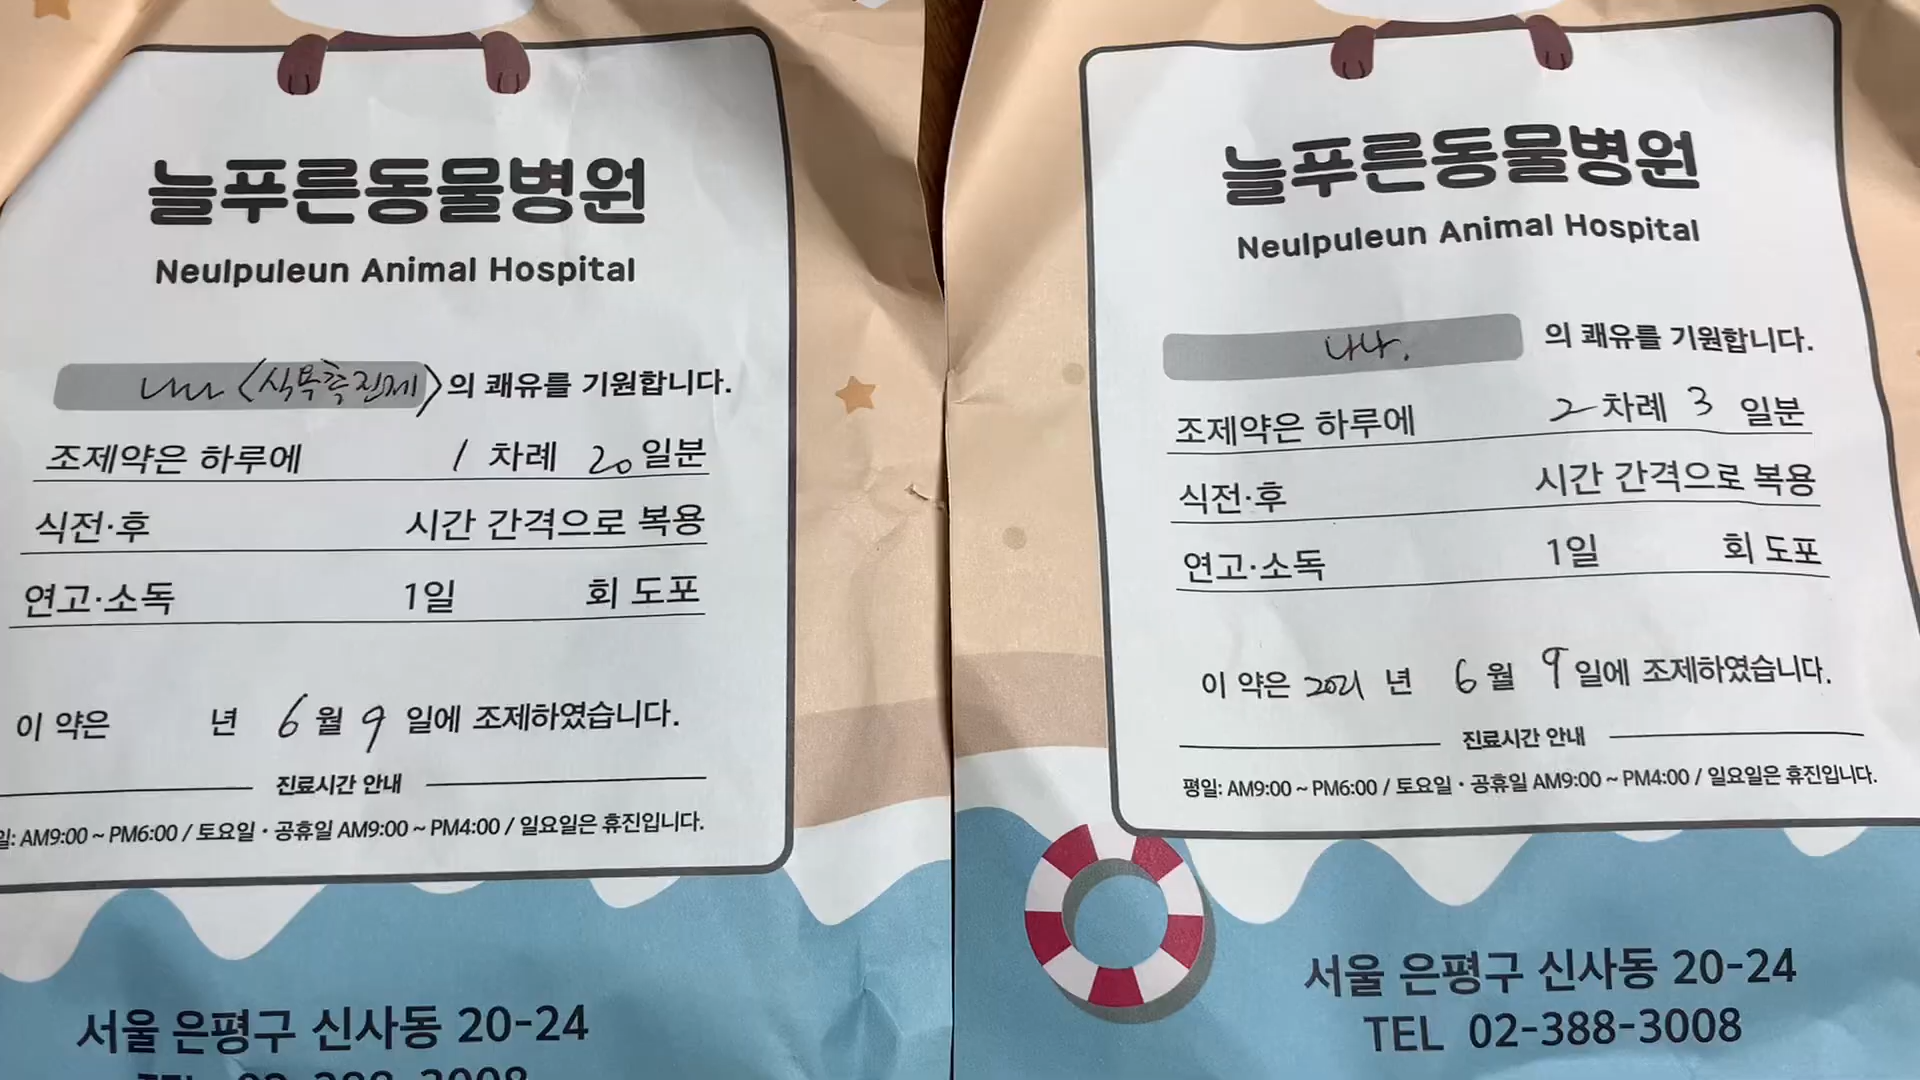 늘푸른동물병원
Neulpuleun Animal Hospital
나나 <식욕촉진제> 의 쾌유를 기원합니다.
조제약은 하루에 1 차례 20 일분
식전·후 시간 간격으로 복용
연고·소독 1일 회 도포
이 약은 년 6 월 9 일에 조제하였습니다.
진료시간 안내
일: AM9:00 ~ PM6:00 / 토요일 · 공휴일 AM9:00 ~ PM4:00 / 일요일은 휴진입니다.
서울 은평구 신사동 20-24
TEL 02-388-3008
늘푸른동물병원
Neulpuleun Animal Hospital
나나. 의 쾌유를 기원합니다.
조제약은 하루에 2 차례 3 일분
식전·후 시간 간격으로 복용
연고·소독 1일 회 도포
이 약은 2021 년 6 월 9 일에 조제하였습니다.
진료시간 안내
평일: AM9:00 ~ PM6:00 / 토요일 · 공휴일 AM9:00 ~ PM4:00 / 일요일은 휴진입니다.
서울 은평구 신사동 20-24
TEL 02-388-3008